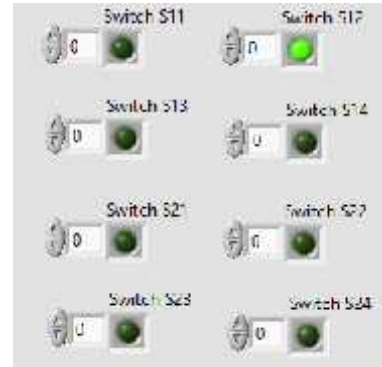 Switch S11 Switch S12
0 0
Switch S13 Switch S14
0 0
Switch S21 Switch S22
0 0
Switch S23 Switch S24
0 0